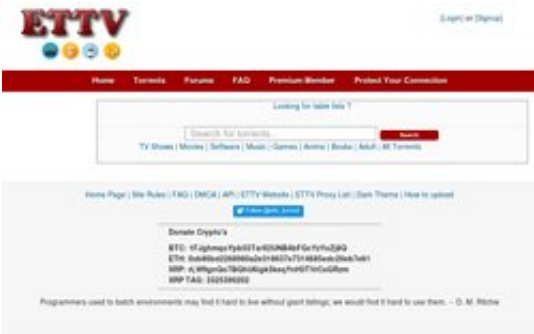 ETTV
[Login] or [Signup]
Home Torrents Forums FAQ Premium Member Protect Your Connection
Looking for table lists ?
Search for torrents..
Search
TV Shows | Movies | Software | Music | Games | Anime | Books | Adult | All Torrents
Home Page | Site Rules | FAQ | DMCA | API | ETTV Website | ETTV Proxy List | Dark Theme | How to upload
Follow
Donate Crypto's
BTC:
ETH:
XRP:
XRP TAG:
Programmers used to batch environments may find it hard to live without giant listings; we would find it hard to use them. – D. M. Ritchie